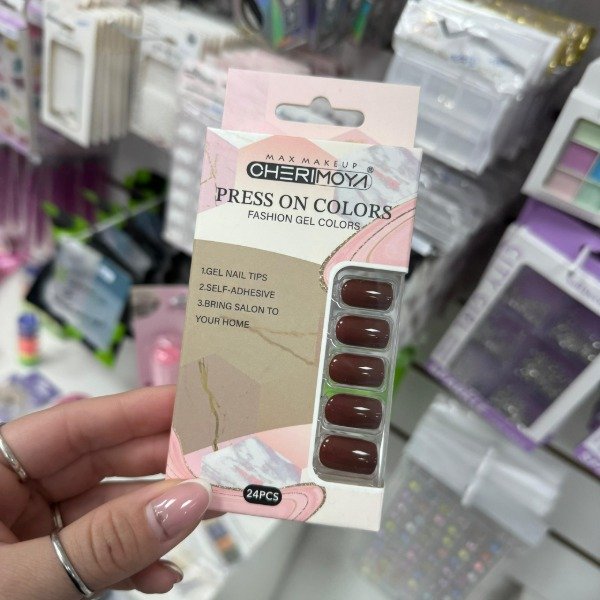 MAX MAKEUP
CHERIMOYA®
PRESS ON COLORS
FASHION GEL COLORS
1.GEL NAIL TIPS
2.SELF-ADHESIVE
3.BRING SALON TO
YOUR HOME
24PCS